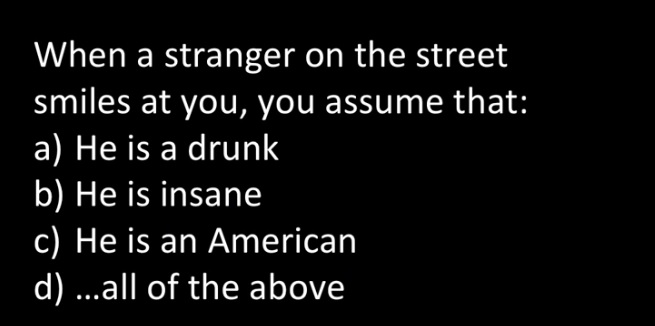 When a stranger on the street
smiles at you, you assume that:
a) He is a drunk
b) He is insane
c) He is an American
d) ...all of the above